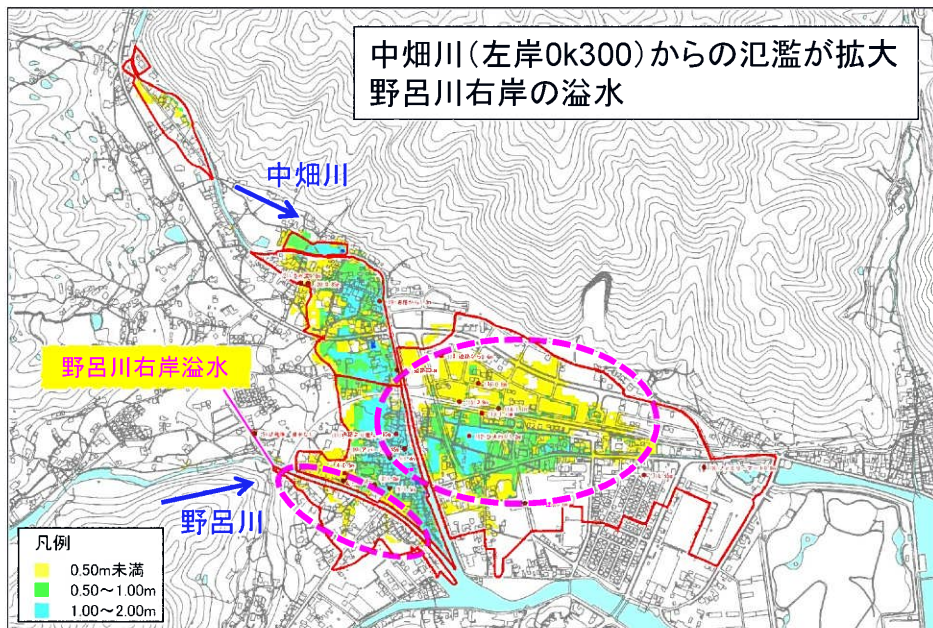 中畑川(左岸0k300)からの氾濫が拡大
野呂川右岸の溢水
中畑川
野呂川右岸溢水
野呂川
凡例
0.50m未満
0.50～1.00m
1.00～2.00m